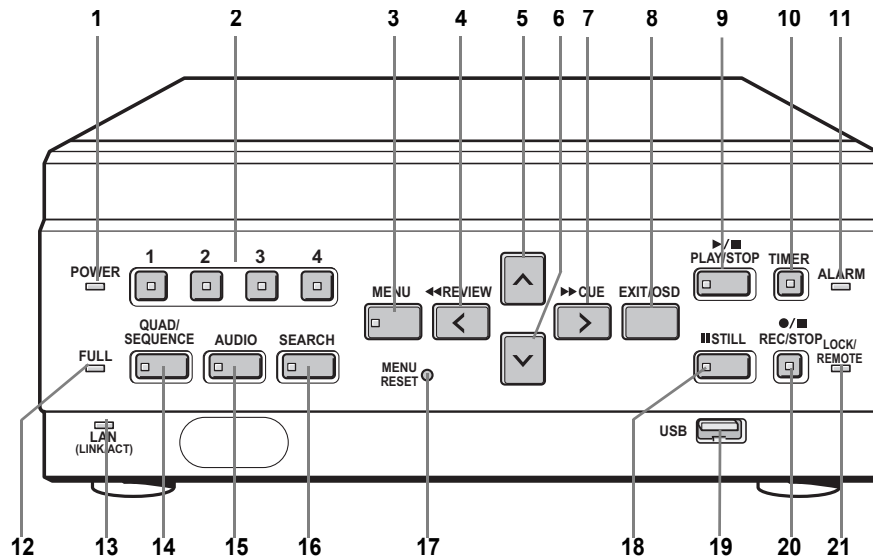 1 2 3 4 5 6 7 8 9 10 11
1 2 3 4
POWER
MENU
◀◀REVIEW
▶▶CUE
EXIT/OSD
▶/■
PLAY/STOP
TIMER
ALARM
QUAD/
SEQUENCE
AUDIO
SEARCH
FULL
MENU
RESET
❚❚STILL
●/■
REC/STOP
LOCK/
REMOTE
LAN
(LINK/ACT)
USB
12 13 14 15 16 17 18 19 20 21